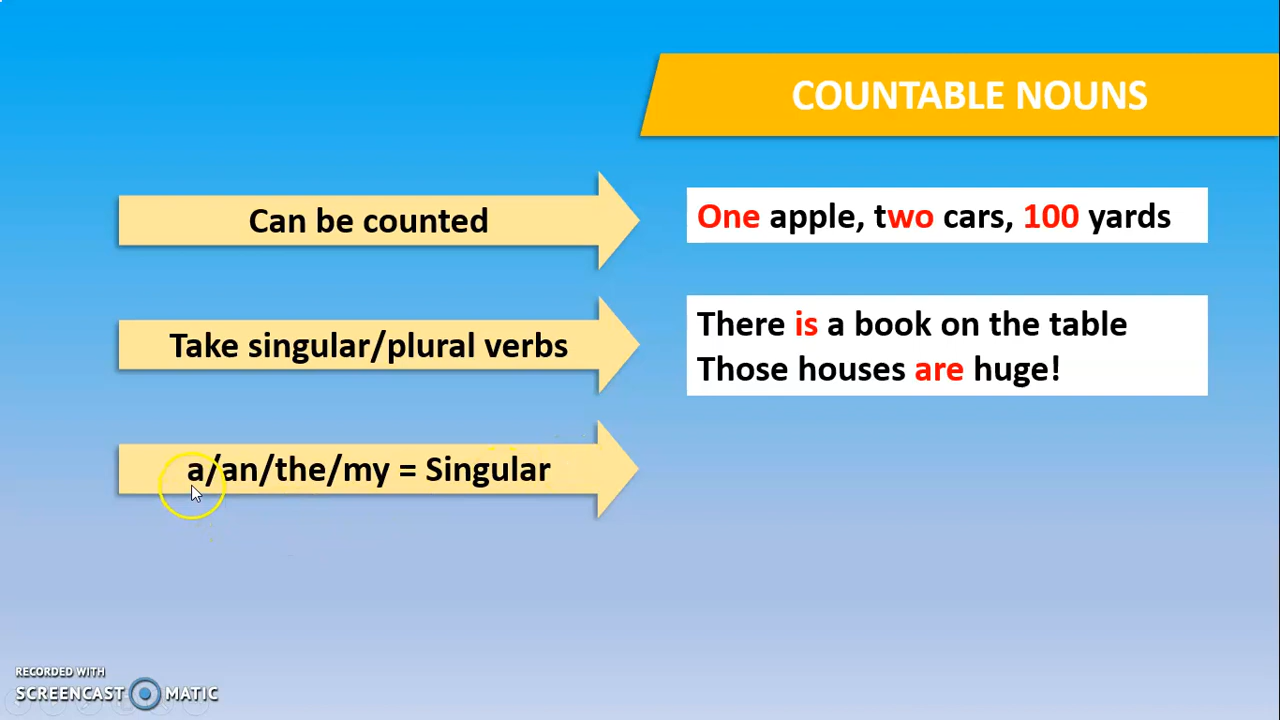 COUNTABLE NOUNS
Can be counted
One apple, two cars, 100 yards
Take singular/plural verbs
There is a book on the table
Those houses are huge!
a/an/the/my = Singular
RECORDED WITH
SCREENCAST MATIC